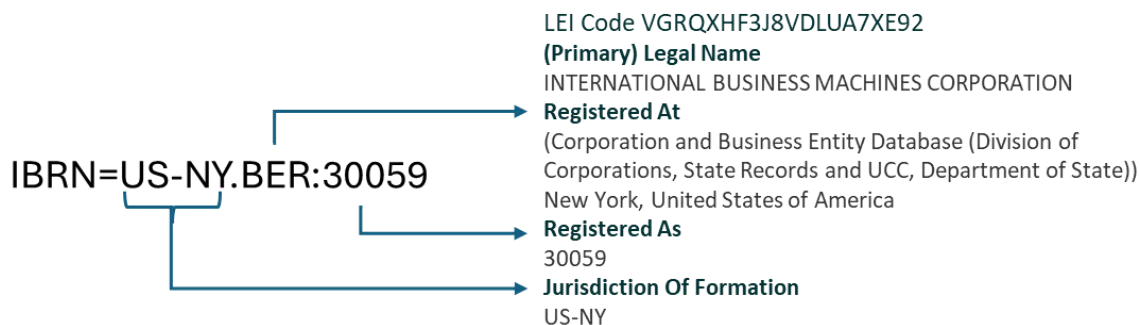 LEI Code VGRQXHF3J8VDLUA7XE92
(Primary) Legal Name
INTERNATIONAL BUSINESS MACHINES CORPORATION
Registered At
(Corporation and Business Entity Database (Division of
Corporations, State Records and UCC, Department of State))
New York, United States of America
Registered As
30059
Jurisdiction Of Formation
US-NY
IBRN=US-NY.BER:30059